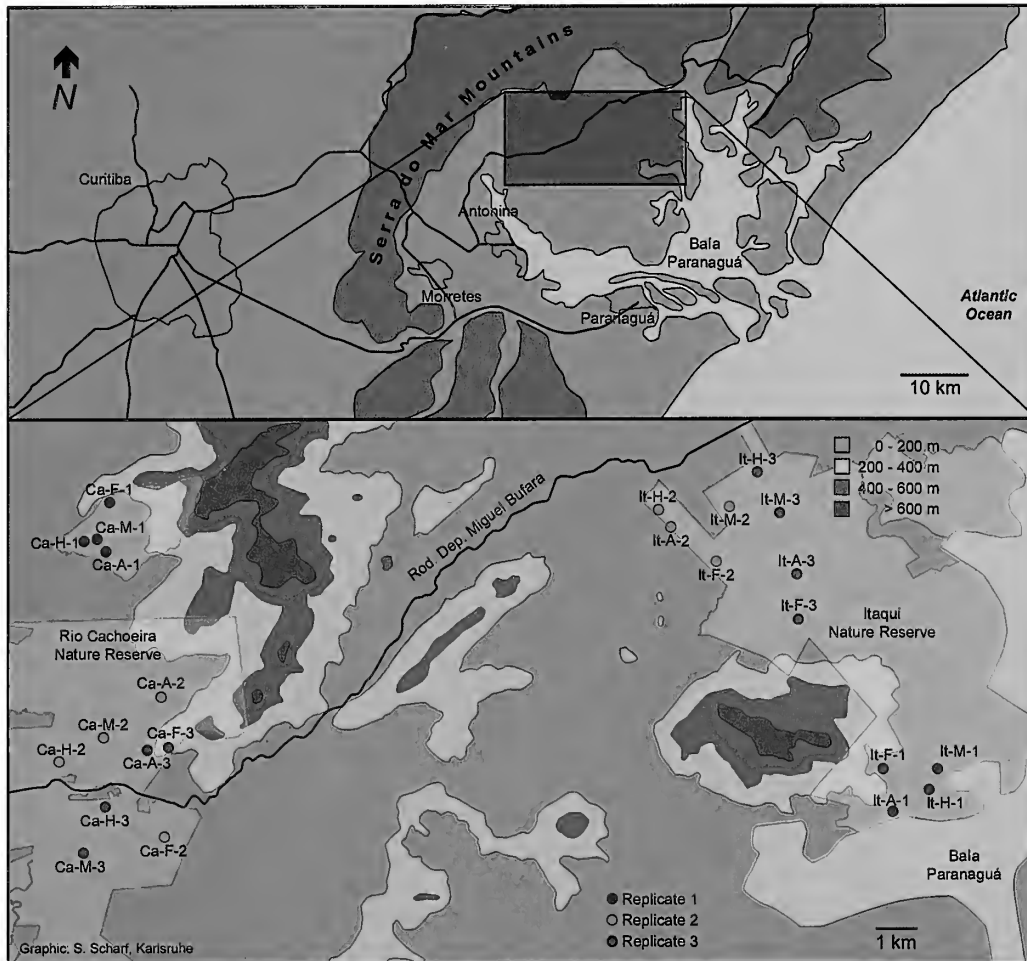 N
Serra do Mar Mountains
Curitiba
Antonina
Morretes
Baía
Paranaguá
Paranaguá
Atlantic
Ocean
10 km
0 - 200 m
200 - 400 m
400 - 600 m
> 600 m
Ca-F-1
Ca-M-1
Ca-H-1
Ca-A-1
Rod. Dep. Miguel Bufara
It-H-3
It-H-2
It-M-2
It-M-3
It-A-2
It-F-2
It-A-3
It-F-3
Itaqui
Nature Reserve
Rio Cachoeira
Nature Reserve
Ca-A-2
Ca-M-2
Ca-F-3
Ca-H-2
Ca-A-3
Ca-H-3
Ca-F-2
Ca-M-3
It-F-1
It-M-1
It-A-1
It-H-1
Baía
Paranaguá
Replicate 1
Replicate 2
Replicate 3
1 km
Graphic: S. Scharf, Karlsruhe